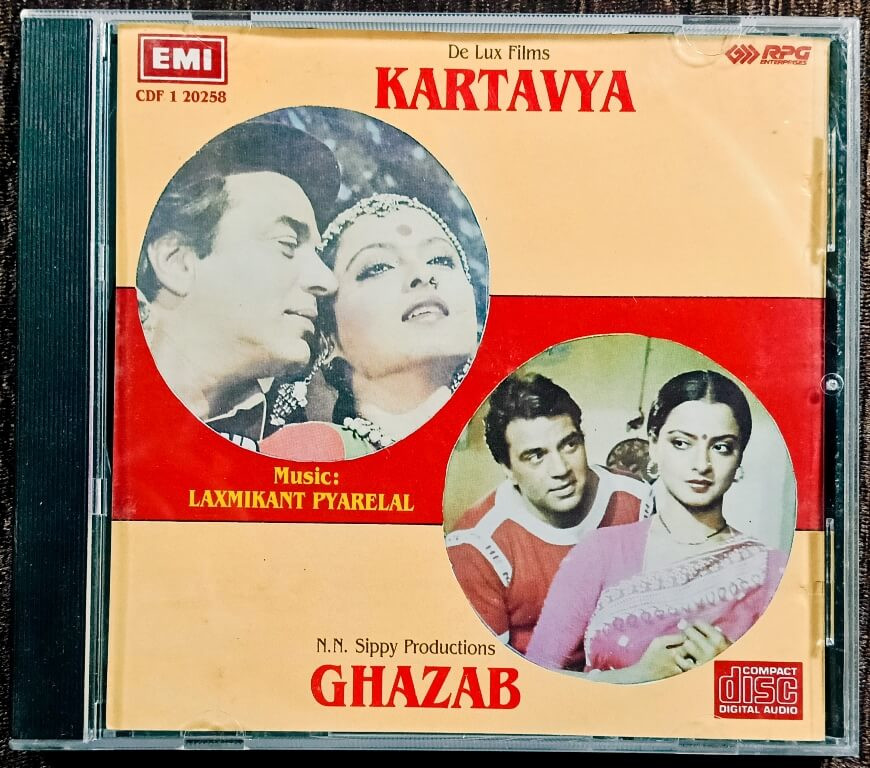 EMI
CDF 1 20258
De Lux Films
KARTAVYA
RPG
ENTERPRISES
Music:
LAXMIKANT PYARELAL
N.N. Sippy Productions
GHAZAB
COMPACT
disc
DIGITAL AUDIO